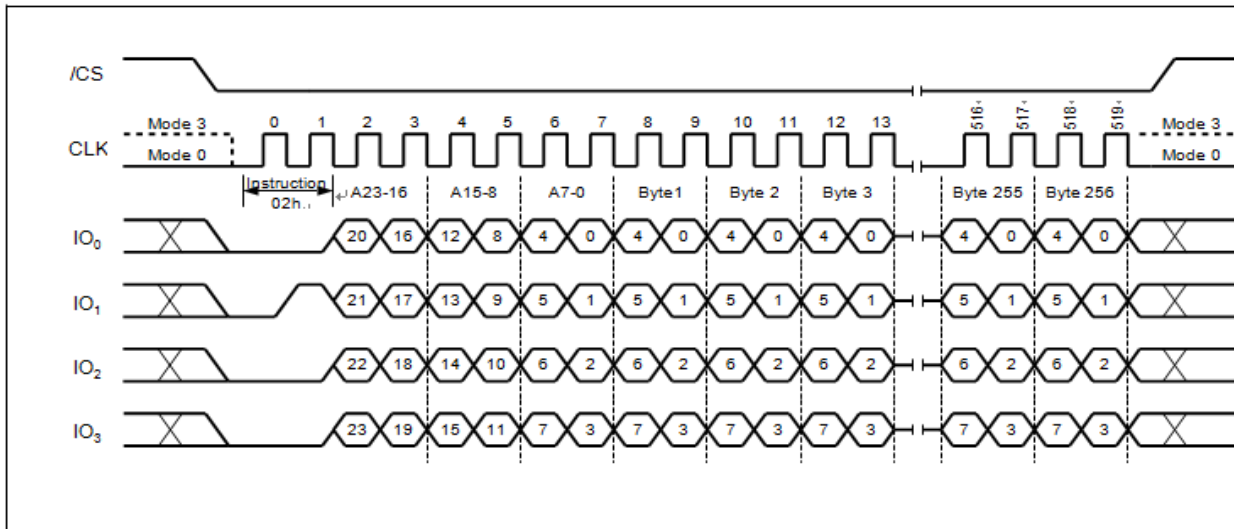 /CS
0 1 2 3 4 5 6 7 8 9 10 11 12 13 516 517 518 519
Mode 3 Mode 3
CLK
Mode 0 Mode 0
Instruction A23-16 A15-8 A7-0 Byte1 Byte 2 Byte 3 Byte 255 Byte 256
02h
IO0 20 16 12 8 4 0 4 0 4 0 4 0 4 0 4 0
IO1 21 17 13 9 5 1 5 1 5 1 5 1 5 1 5 1
IO2 22 18 14 10 6 2 6 2 6 2 6 2 6 2 6 2
IO3 23 19 15 11 7 3 7 3 7 3 7 3 7 3 7 3